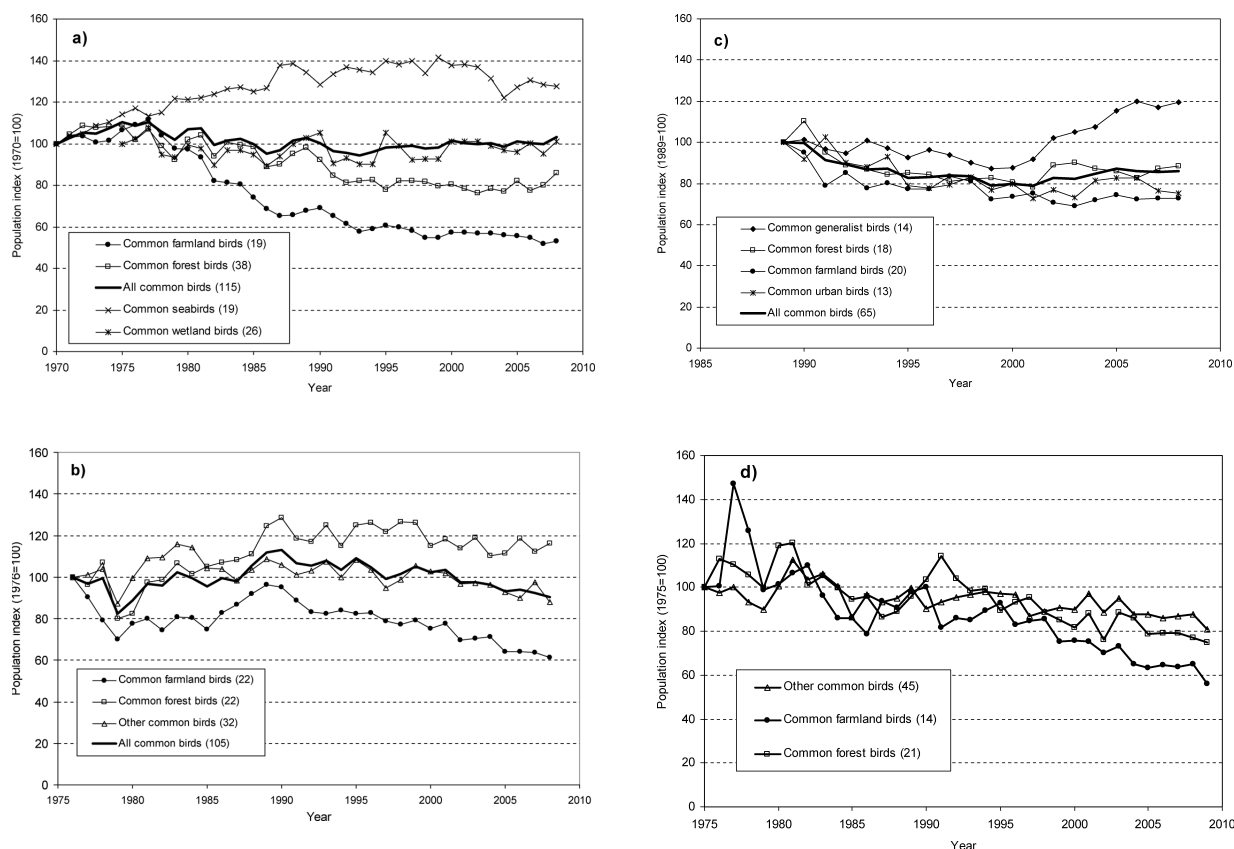 a)
Population index (1970=100)
160
140
120
100
80
60
40
20
0
Common farmland birds (19)
Common forest birds (38)
All common birds (115)
Common seabirds (19)
Common wetland birds (26)
1970 1975 1980 1985 1990 1995 2000 2005 2010
Year
c)
Population index (1989=100)
160
140
120
100
80
60
40
20
0
Common generalist birds (14)
Common forest birds (18)
Common farmland birds (20)
Common urban birds (13)
All common birds (65)
1985 1990 1995 2000 2005 2010
Year
b)
Population index (1976=100)
160
140
120
100
80
60
40
20
0
Common farmland birds (22)
Common forest birds (22)
Other common birds (32)
All common birds (105)
1975 1980 1985 1990 1995 2000 2005 2010
Year
d)
Population index (1975=100)
160
140
120
100
80
60
40
20
0
Other common birds (45)
Common farmland birds (14)
Common forest birds (21)
1975 1980 1985 1990 1995 2000 2005 2010
Year